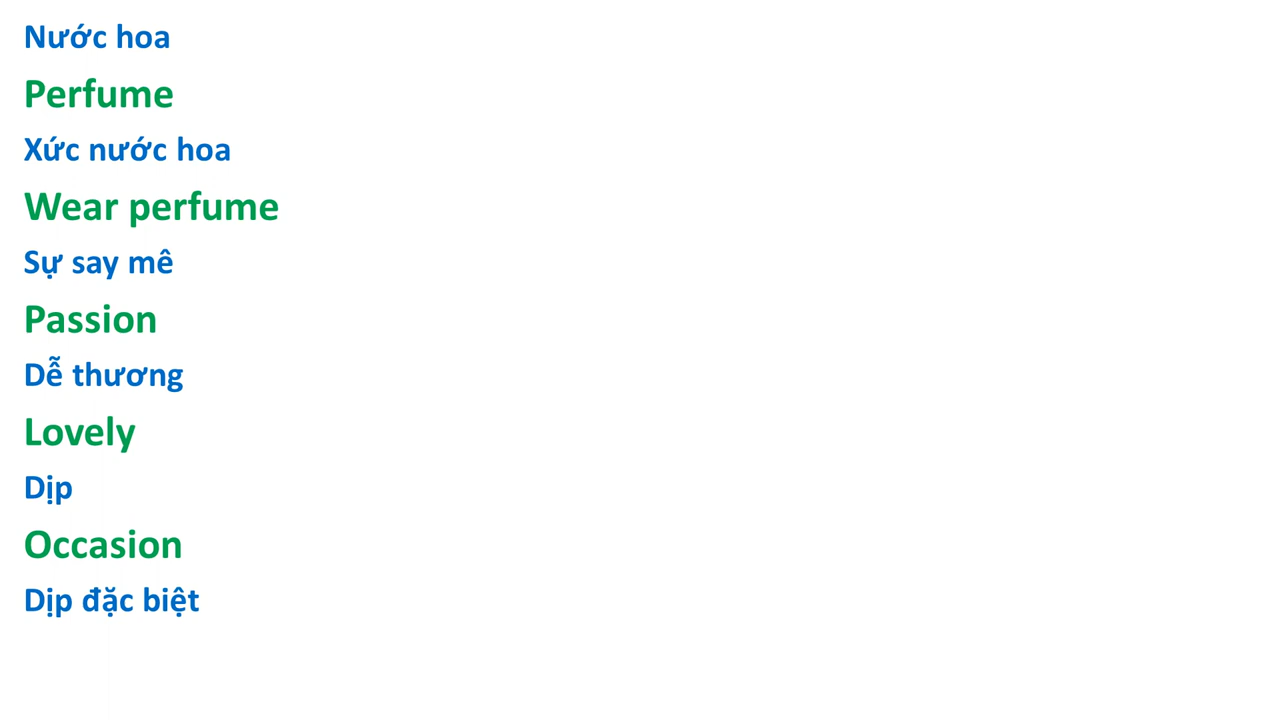 Nước hoa
Perfume
Xức nước hoa
Wear perfume
Sự say mê
Passion
Dễ thương
Lovely
Dịp
Occasion
Dịp đặc biệt